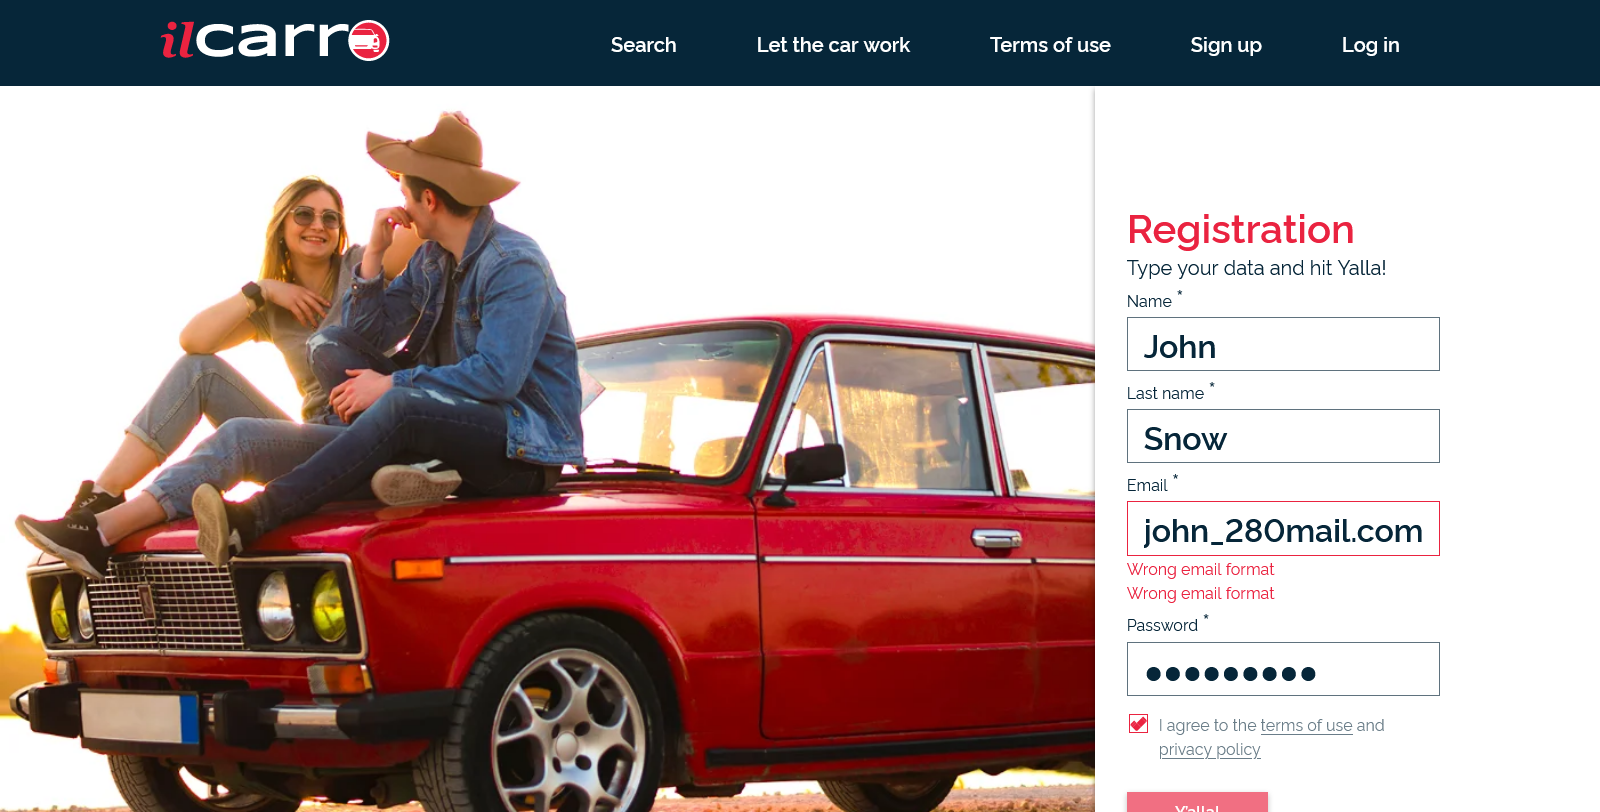 ilcarro
Search Let the car work Terms of use Sign up Log in
Registration
Type your data and hit Yalla!
Name *
John
Last name *
Snow
Email *
john_280mail.com
Wrong email format
Wrong email format
Password *
●●●●●●●●●
I agree to the terms of use and
privacy policy
Y'alla!